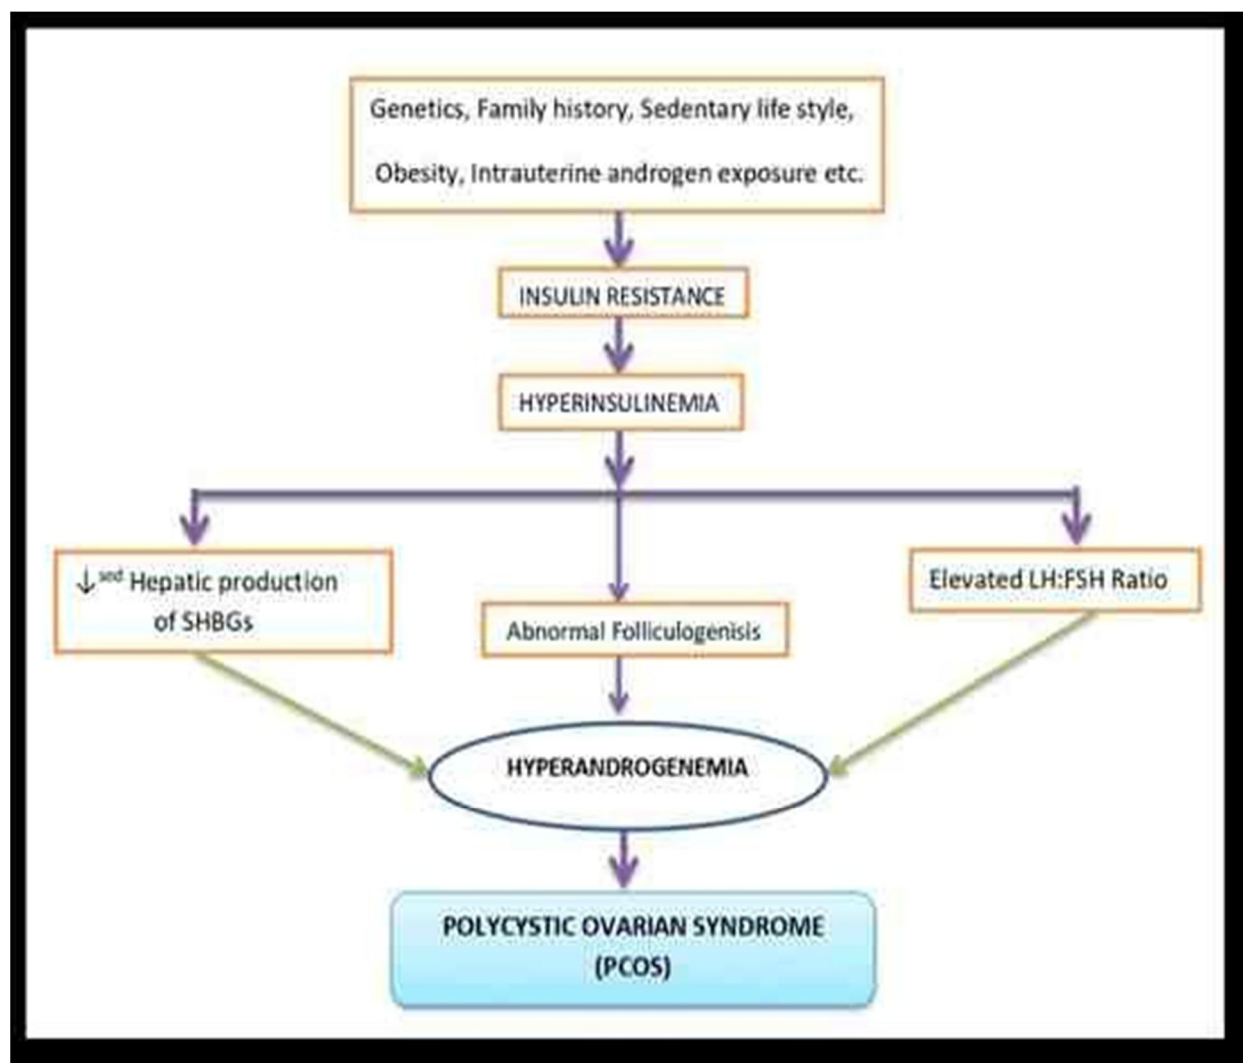 Genetics, Family history, Sedentary life style,
Obesity, Intrauterine androgen exposure etc.
INSULIN RESISTANCE
HYPERINSULINEMIA
↓sed Hepatic production
of SHBGs
Abnormal Folliculogenisis
Elevated LH:FSH Ratio
HYPERANDROGENEMIA
POLYCYSTIC OVARIAN SYNDROME
(PCOS)